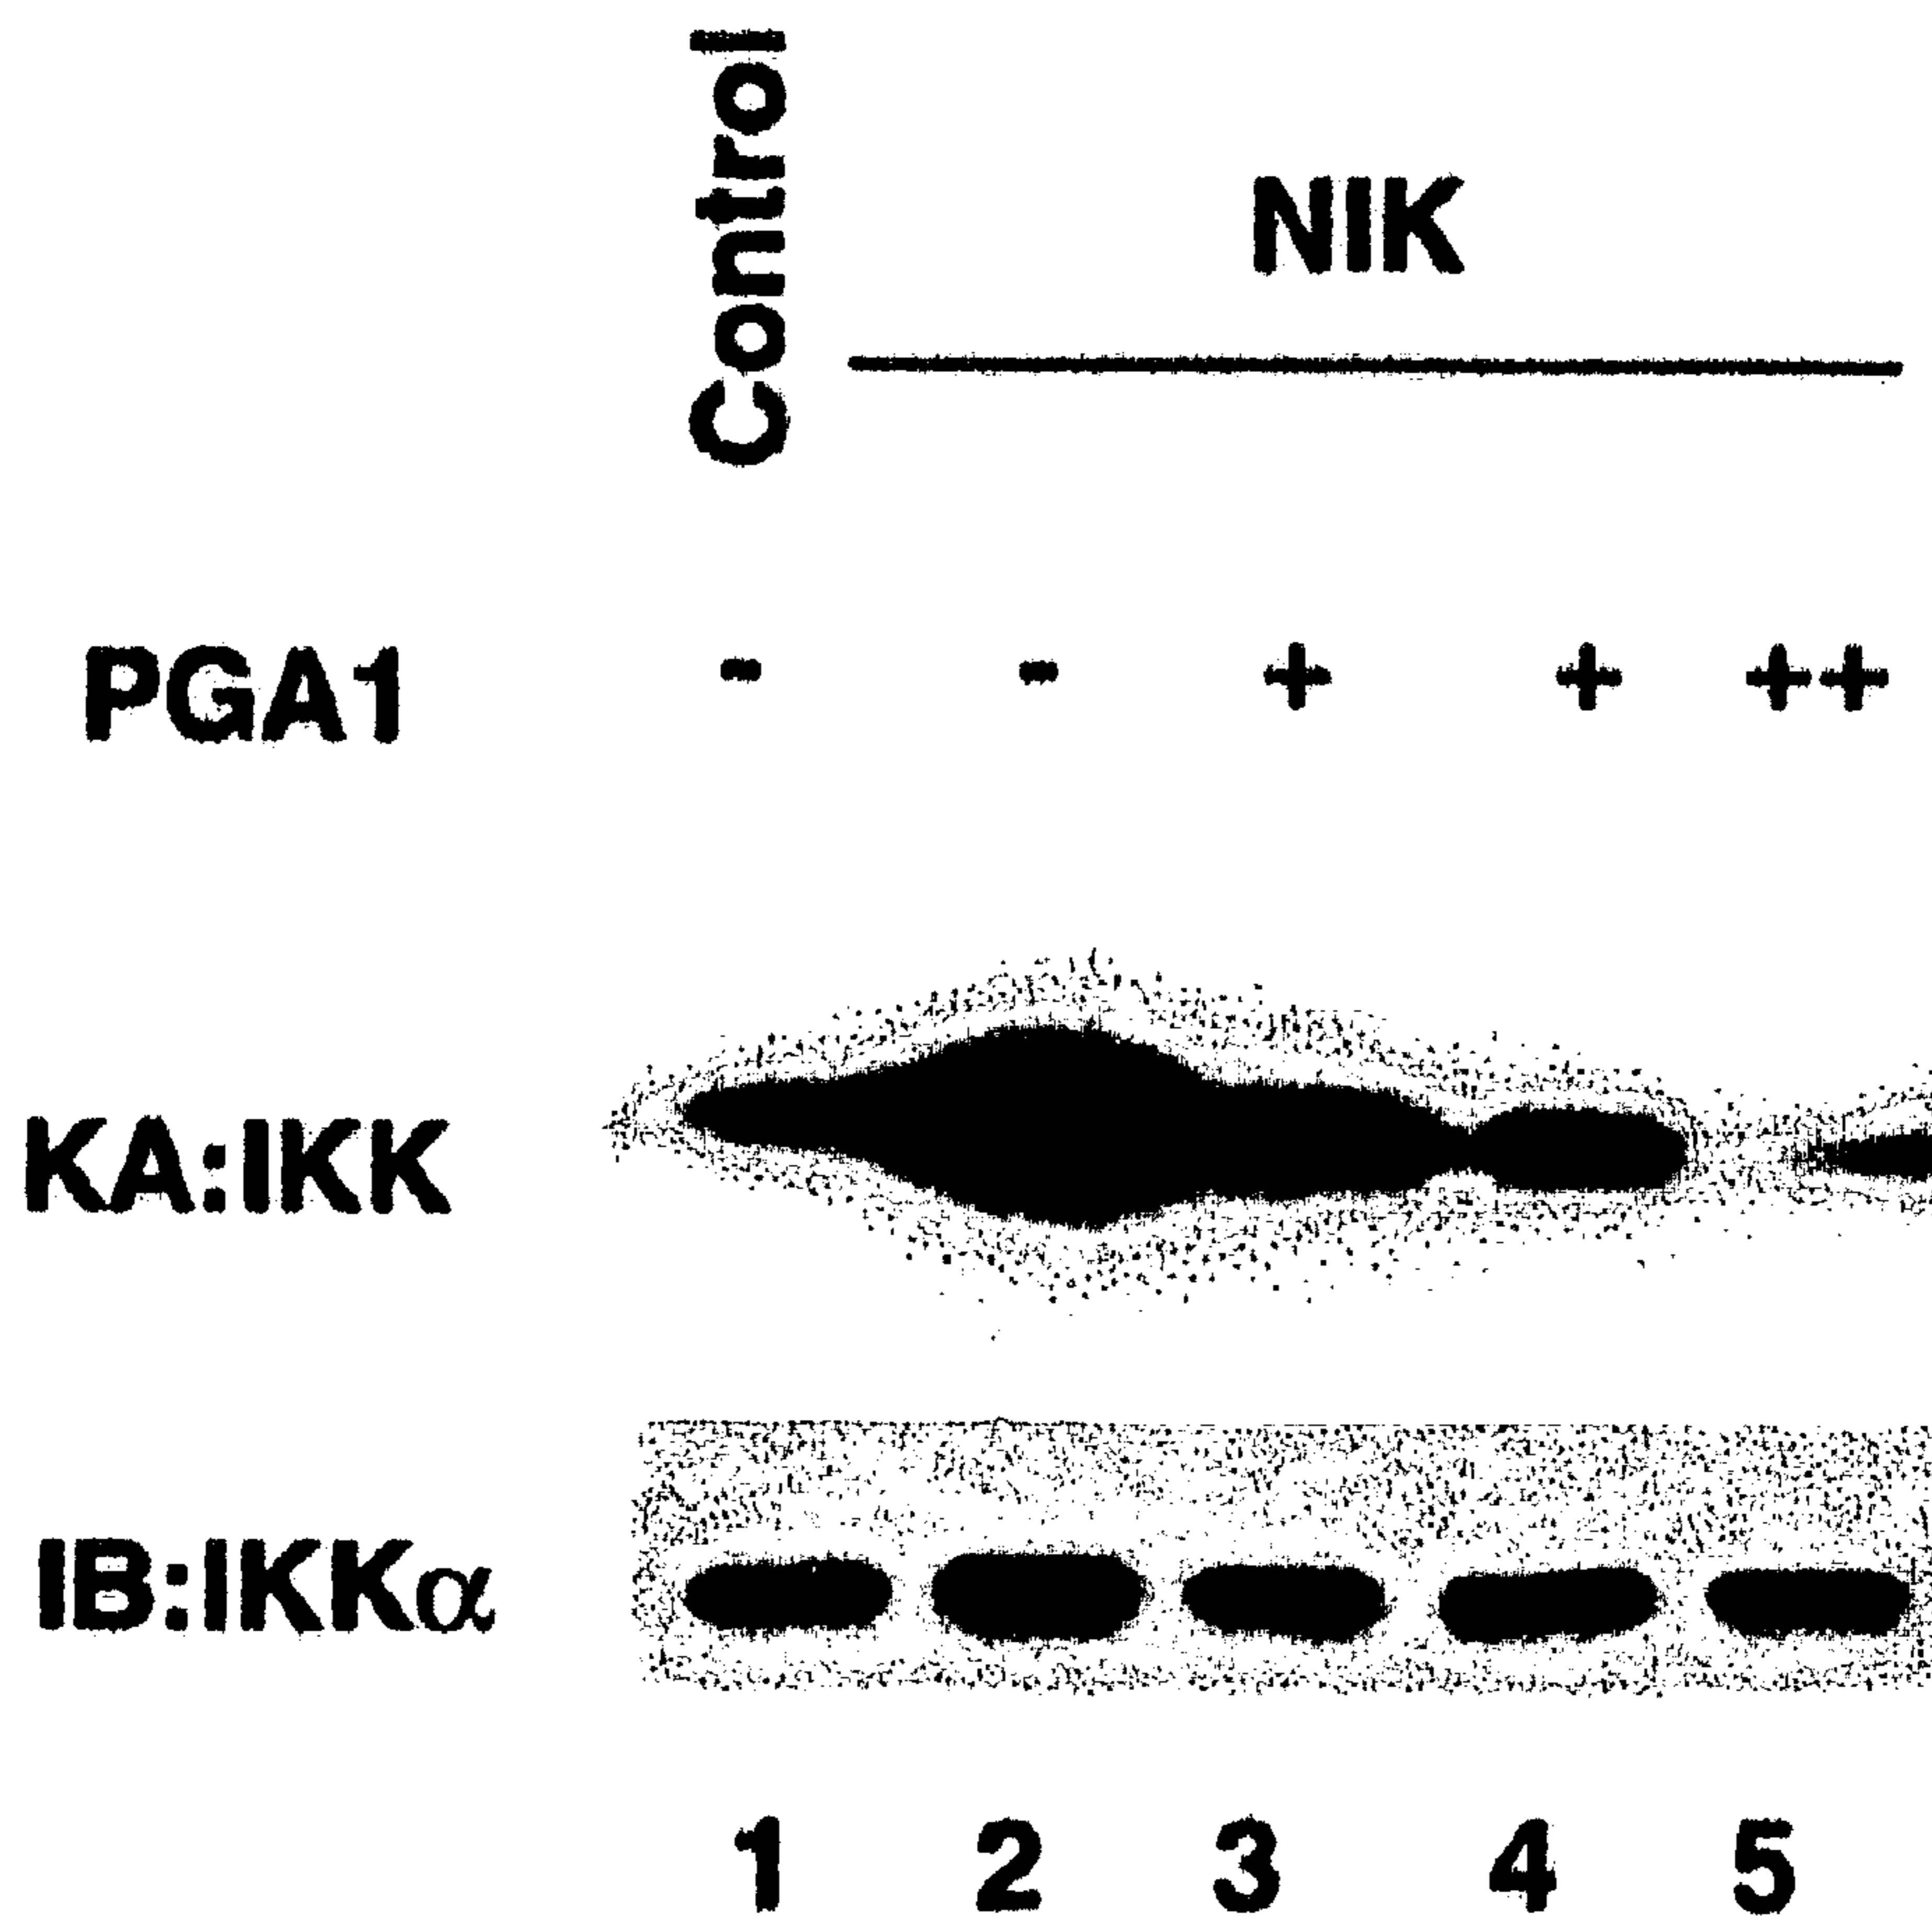 Control
NIK
PGA1 - - + + ++
KA:IKK
IB:IKKα
1 2 3 4 5